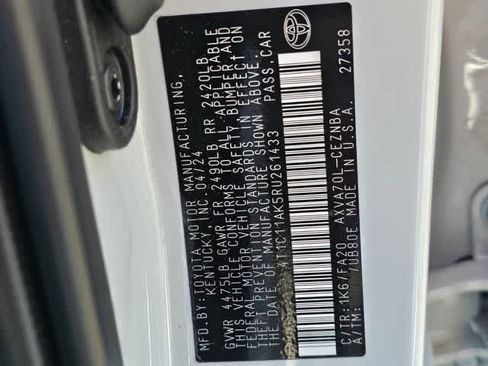 MFD.BY:TOYOTA MOTOR MANUFACTURING,
KENTUCKY, INC. 04/24
GVWR 4475LB GAWR FR 2490LB RR 2420LB
THIS VEHICLE CONFORMS TO ALL APPLICABLE
FEDERAL MOTOR VEHICLE SAFETY, BUMPER AND
THEFT PREVENTION STANDARDS IN EFFECT ON
THE DATE OF MANUFACTURE SHOWN ABOVE.
4T1C11AK5RU261433 PASS.CAR
C/TR: 1K6/FA20 AXVA70L-CEZNBA
A/TM: /UB80E MADE IN U.S.A. 27358